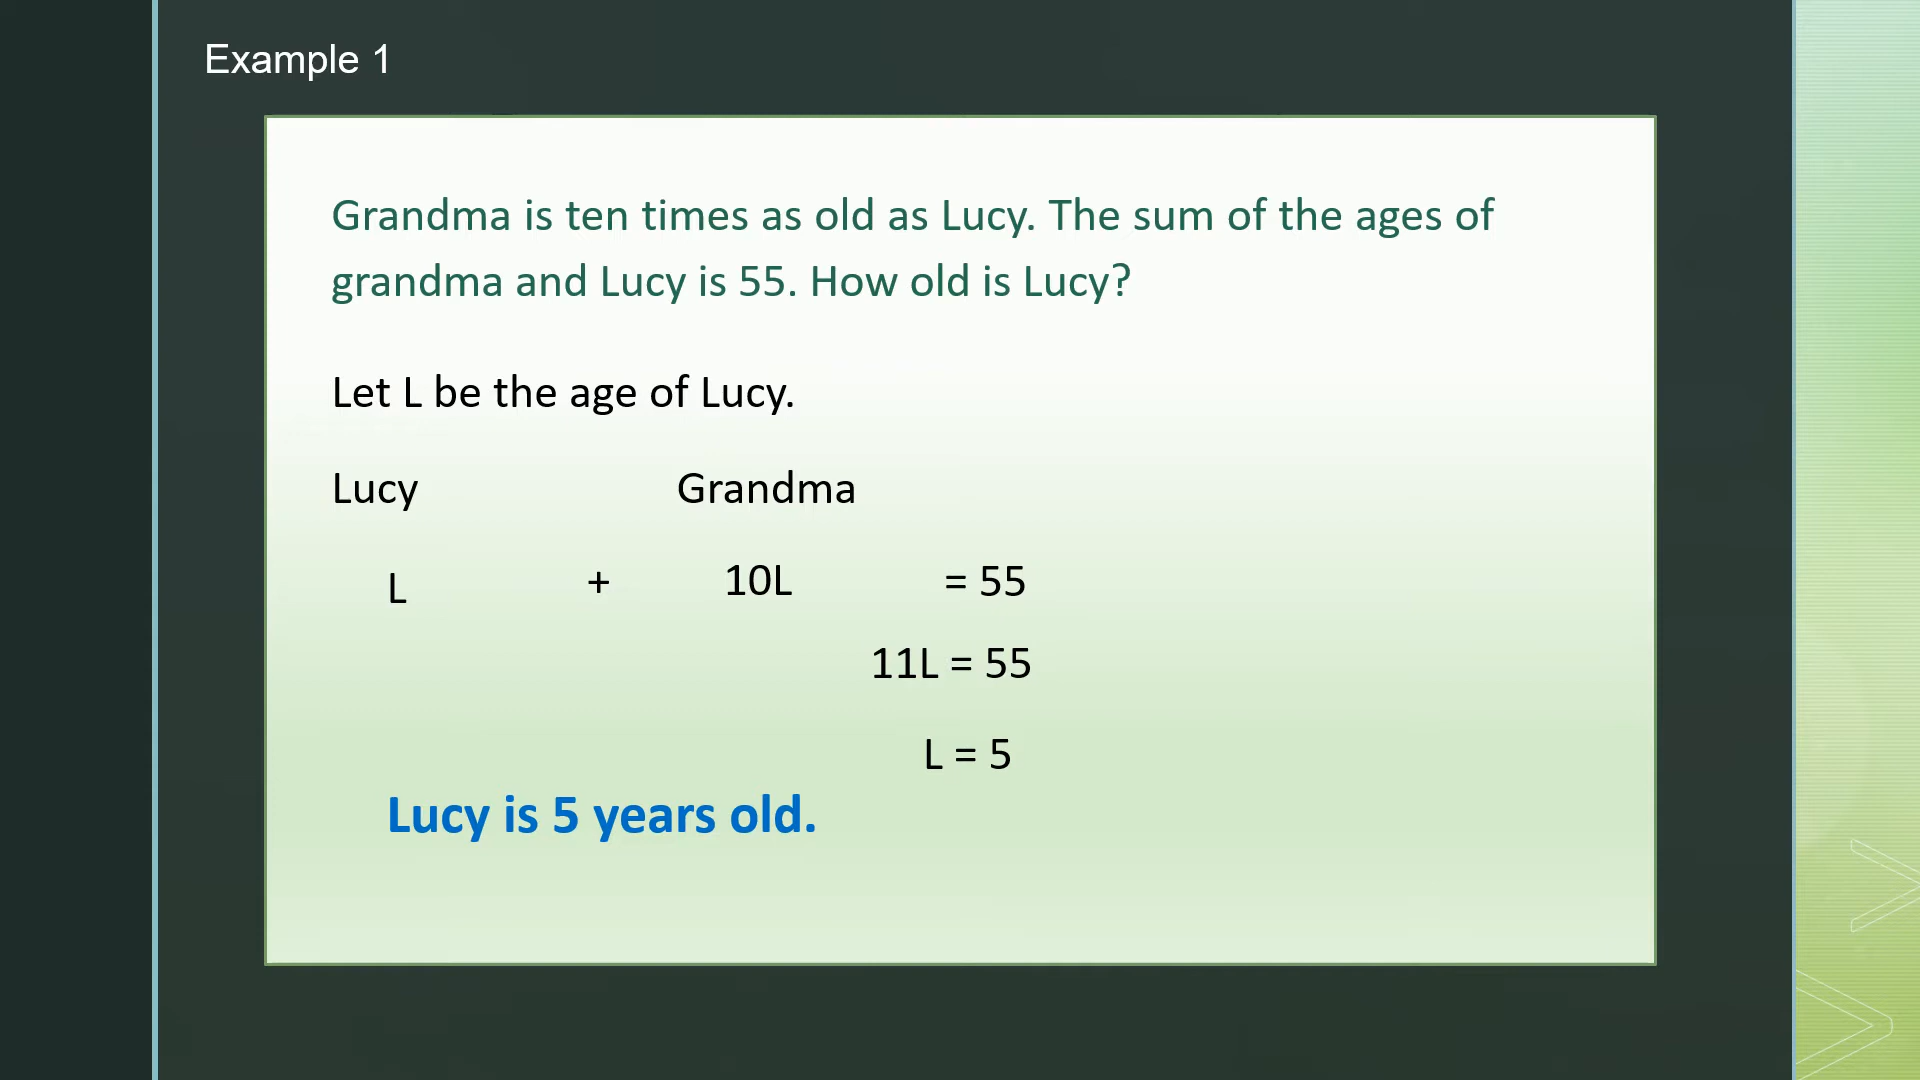 Example 1
Grandma is ten times as old as Lucy. The sum of the ages of
grandma and Lucy is 55. How old is Lucy?
Let L be the age of Lucy.
Lucy Grandma
L + 10L = 55
11L = 55
L = 5
Lucy is 5 years old.